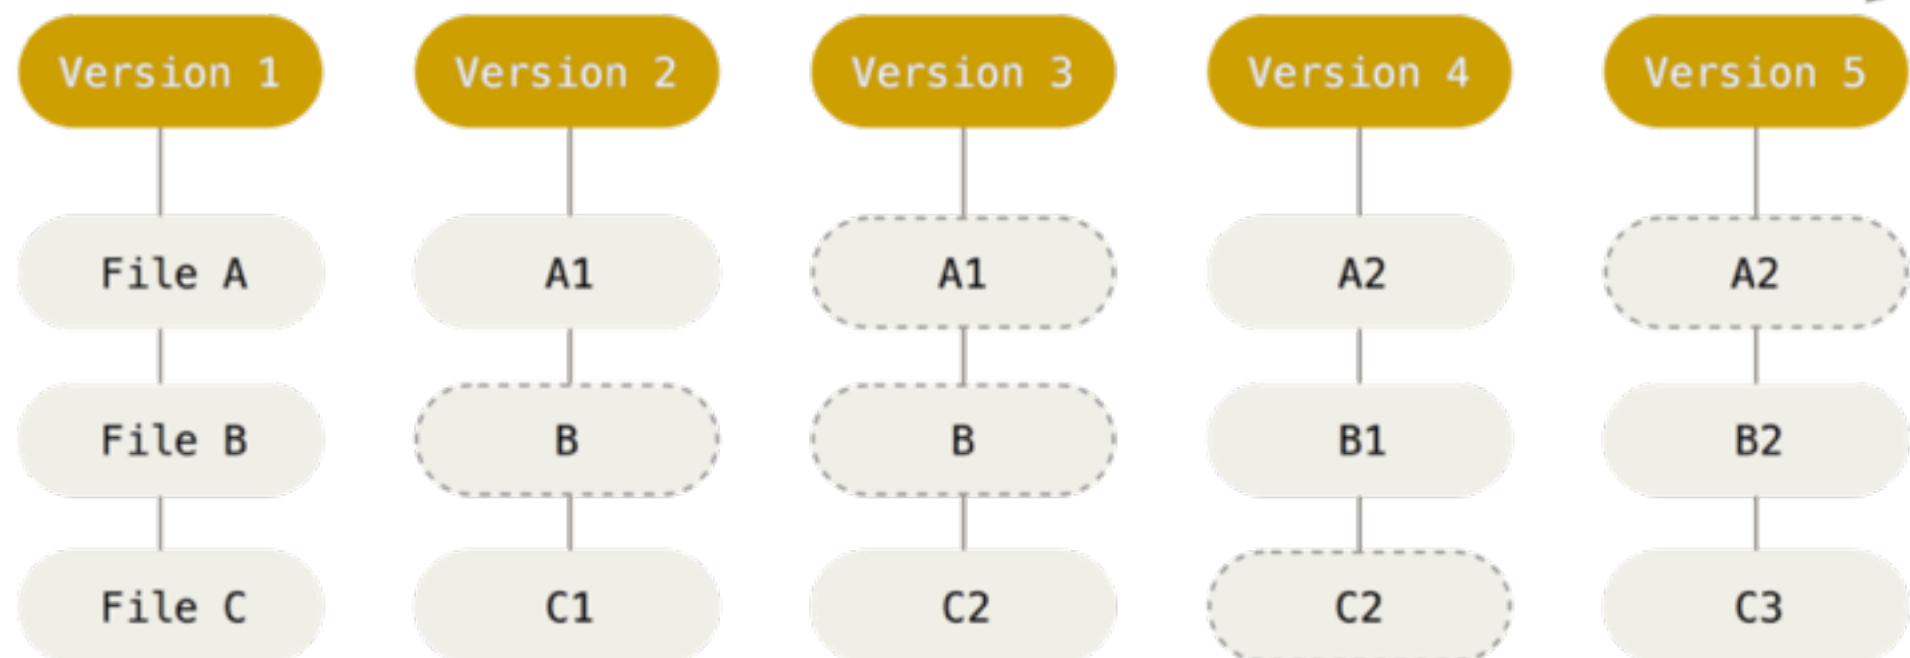 Version 1 Version 2 Version 3 Version 4 Version 5
File A A1 A1 A2 A2
File B B B B1 B2
File C C1 C2 C2 C3